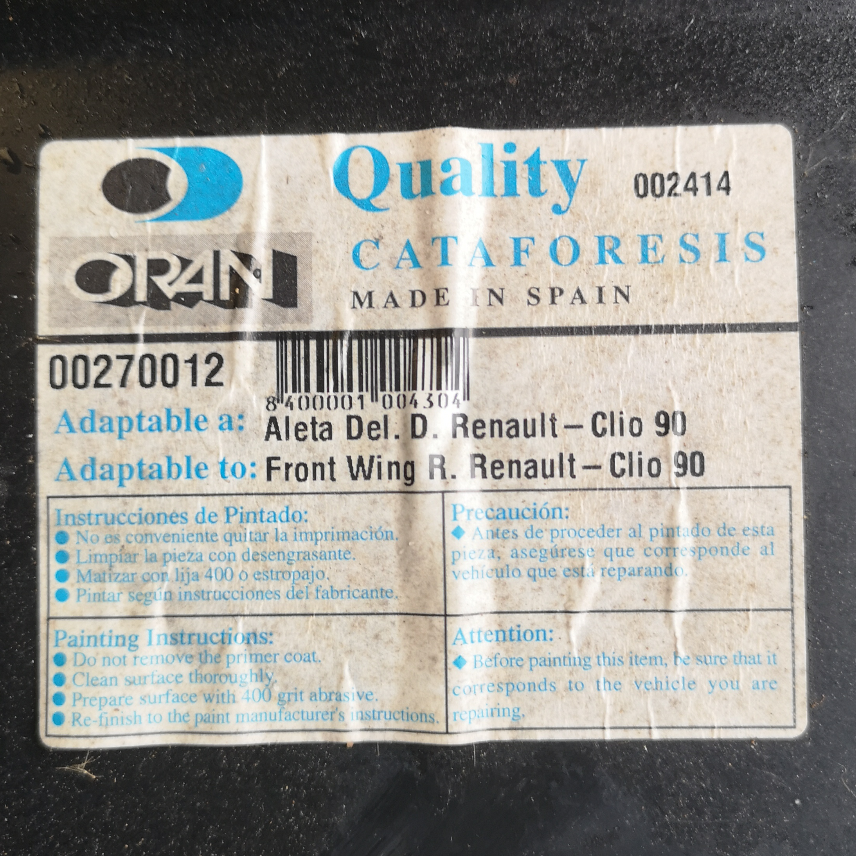 Quality 002414
ORAN
CATAFORESIS
MADE IN SPAIN
00270012
8 400001 004304
Adaptable a: Aleta Del. D. Renault – Clio 90
Adaptable to: Front Wing R. Renault – Clio 90
Instrucciones de Pintado:
● No es conveniente quitar la imprimación.
● Limpiar la pieza con desengrasante.
● Matizar con lija 400 o estropajo.
● Pintar según instrucciones del fabricante.
Precaución:
◆ Antes de proceder al pintado de esta
pieza, asegúrese que corresponde al
vehículo que está reparando.
Painting Instructions:
● Do not remove the primer coat.
● Clean surface thoroughly.
● Prepare surface with 400 grit abrasive.
● Re-finish to the paint manufacturer's instructions.
Attention:
◆ Before painting this item, be sure that it
corresponds to the vehicle you are
repairing.